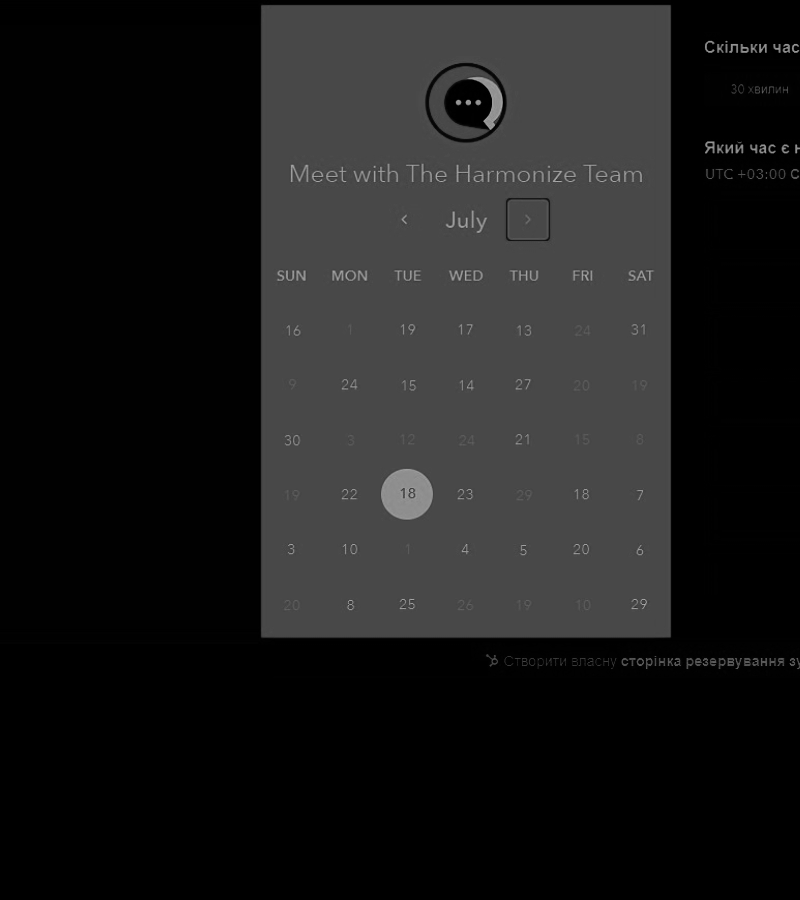 Скільки час
30 хвилин
Який час є н
UTC +03:00 С
Meet with The Harmonize Team
July
SUN MON TUE WED THU FRI SAT
16 1 19 17 13 24 31
9 24 15 14 27 20 19
30 3 12 24 21 15 8
19 22 18 23 29 18 7
3 10 1 4 5 20 6
20 8 25 26 19 10 29
Створити власну сторінка резервування зу